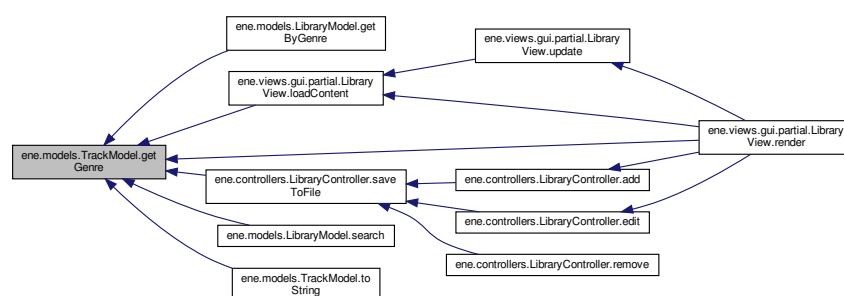 ene.models.LibraryModel.get
ByGenre
ene.views.gui.partial.Library
View.update
ene.views.gui.partial.Library
View.loadContent
ene.views.gui.partial.Library
View.render
ene.models.TrackModel.get
Genre
ene.controllers.LibraryController.save
ToFile
ene.controllers.LibraryController.add
ene.controllers.LibraryController.edit
ene.models.LibraryModel.search
ene.controllers.LibraryController.remove
ene.models.TrackModel.to
String